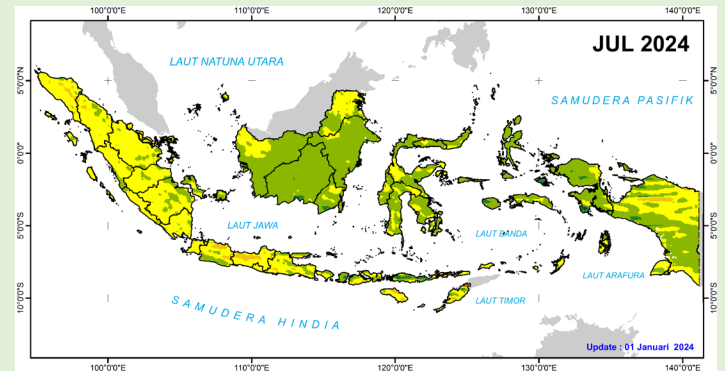 100°0'0"E 110°0'0"E 120°0'0"E 130°0'0"E 140°0'0"E
JUL 2024
LAUT NATUNA UTARA
5°0'0"N
5°0'0"N
SAMUDERA PASIFIK
0°0'0"
0°0'0"
LAUT JAWA
LAUT BANDA
5°0'0"S
5°0'0"S
LAUT ARAFURA
SAMUDERA HINDIA
LAUT TIMOR
10°0'0"S
10°0'0"S
Update : 01 Januari 2024
100°0'0"E 110°0'0"E 120°0'0"E 130°0'0"E 140°0'0"E